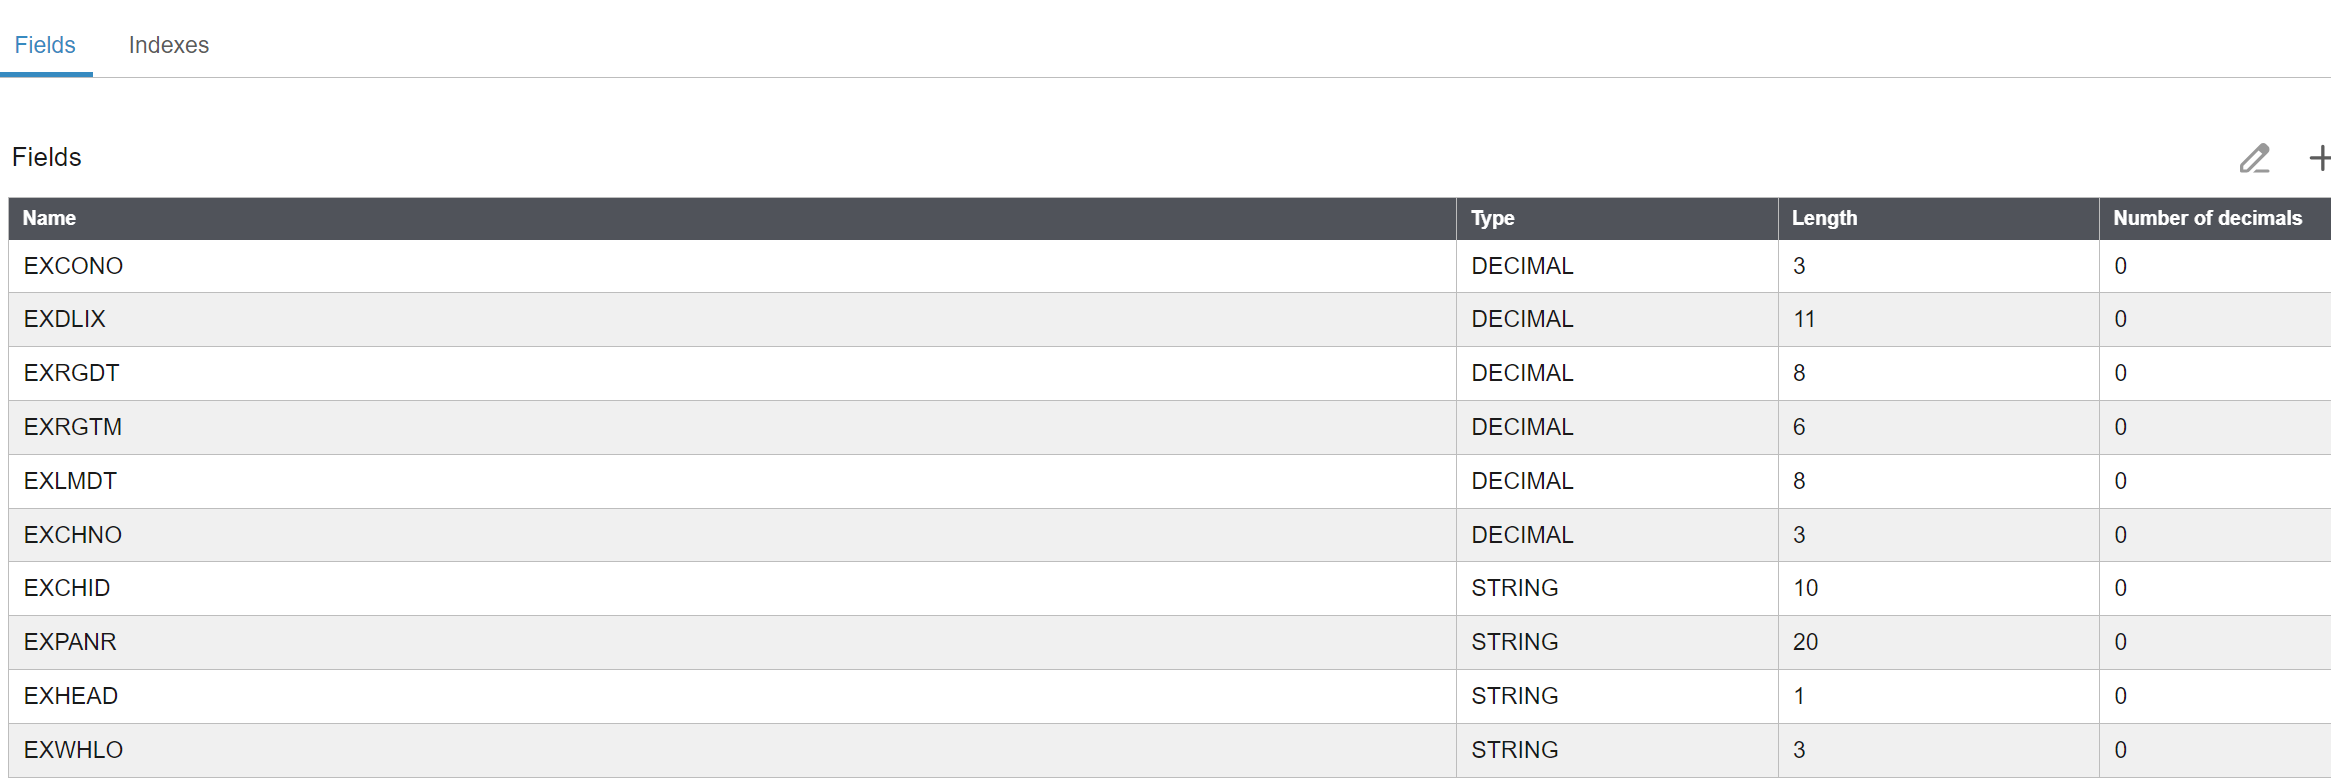 Fields Indexes
Fields
Name Type Length Number of decimals
EXCONO DECIMAL 3 0
EXDLIX DECIMAL 11 0
EXRGDT DECIMAL 8 0
EXRGTM DECIMAL 6 0
EXLMDT DECIMAL 8 0
EXCHNO DECIMAL 3 0
EXCHID STRING 10 0
EXPANR STRING 20 0
EXHEAD STRING 1 0
EXWHLO STRING 3 0